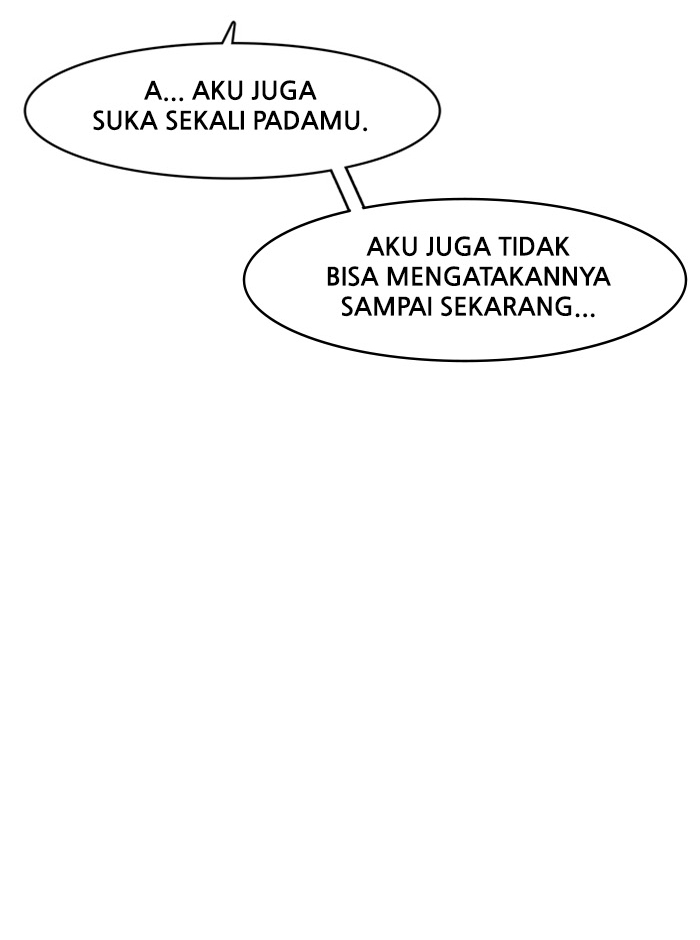 A... AKU JUGA
SUKA SEKALI PADAMU.
AKU JUGA TIDAK
BISA MENGATAKANNYA
SAMPAI SEKARANG...